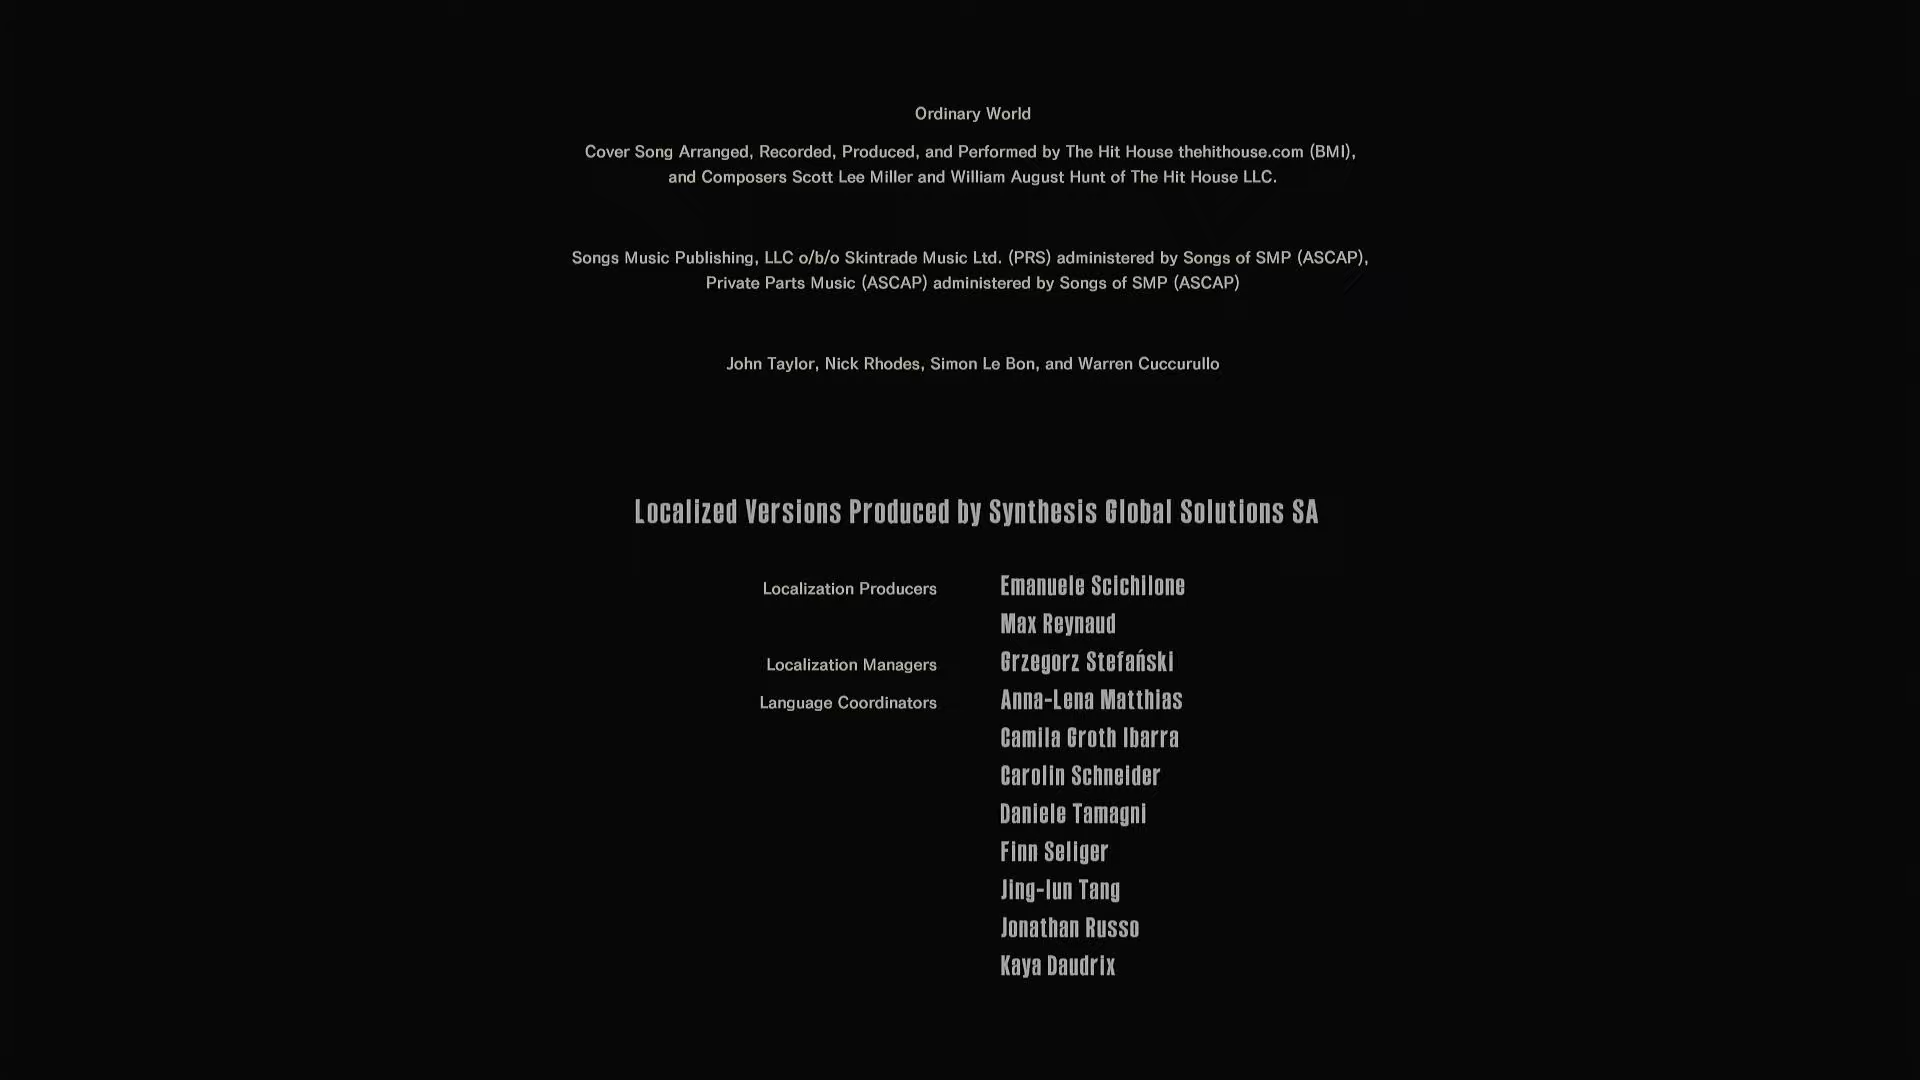 Ordinary World
Cover Song Arranged, Recorded, Produced, and Performed by The Hit House thehithouse.com (BMI),
and Composers Scott Lee Miller and William August Hunt of The Hit House LLC.
Songs Music Publishing, LLC o/b/o Skintrade Music Ltd. (PRS) administered by Songs of SMP (ASCAP),
Private Parts Music (ASCAP) administered by Songs of SMP (ASCAP)
John Taylor, Nick Rhodes, Simon Le Bon, and Warren Cuccurullo
Localized Versions Produced by Synthesis Global Solutions SA
Localization Producers Emanuele Scichilone
Max Reynaud
Localization Managers Grzegorz Stefański
Language Coordinators Anna-Lena Matthias
Camila Groth Ibarra
Carolin Schneider
Daniele Tamagni
Finn Seliger
Jing-lun Tang
Jonathan Russo
Kaya Daudrix